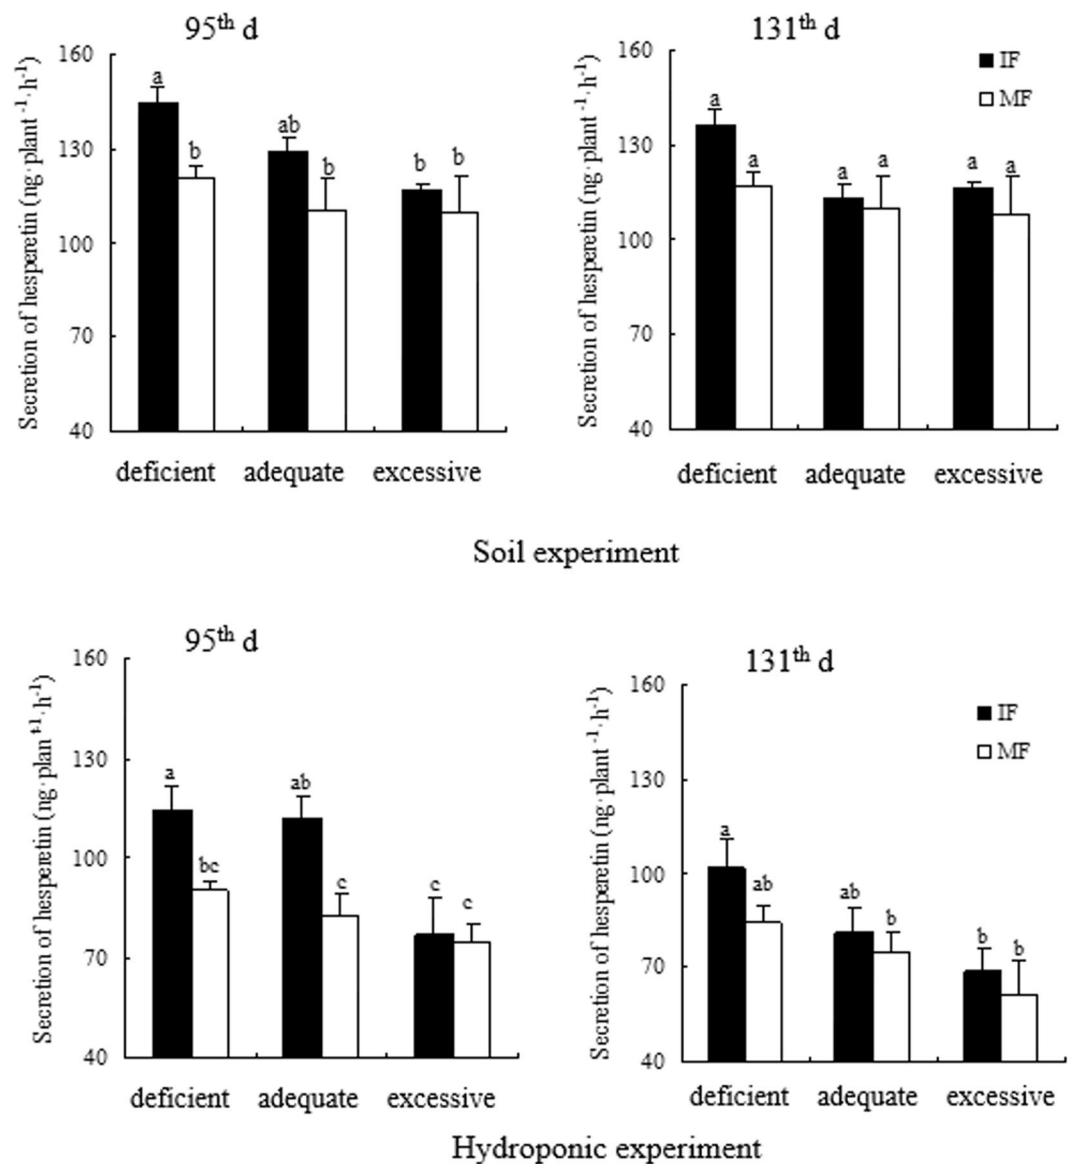 95th d
Secretion of hesperetin (ng·plant -1·h-1)
160
130
100
70
40
a
b
ab
b
b
b
deficient adequate excessive
131th d
Secretion of hesperetin (ng·plant -1·h-1)
160
130
100
70
40
IF
MF
a
a
a
a
a
a
deficient adequate excessive
Soil experiment
95th d
Secretion of hesperetin (ng·plan t-1·h-1)
160
130
100
70
40
a
bc
ab
c
c
c
deficient adequate excessive
131th d
Secretion of hesperetin (ng·plant -1·h-1)
160
130
100
70
40
IF
MF
a
ab
ab
b
b
b
deficient adequate excessive
Hydroponic experiment